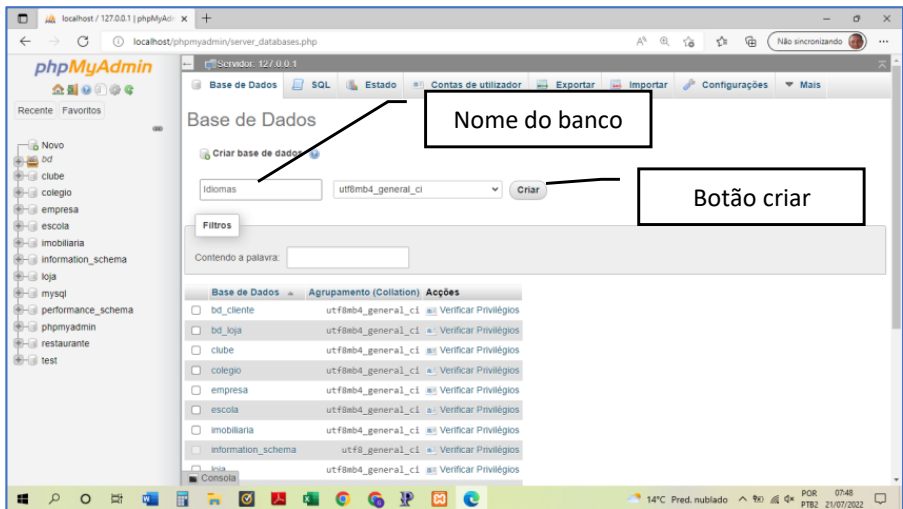 localhost / 127.0.0.1 | phpMyAdm
localhost/phpmyadmin/server_databases.php
Não sincronizando
phpMyAdmin
Recente Favoritos
Novo
bd
clube
colegio
empresa
escola
imobiliaria
information_schema
loja
mysql
performance_schema
phpmyadmin
restaurante
test
Servidor: 127.0.0.1
Base de Dados SQL Estado Contas de utilizador Exportar Importar Configurações Mais
Base de Dados
Nome do banco
Criar base de dados
Idiomas utf8mb4_general_ci Criar
Botão criar
Filtros
Contendo a palavra:
Base de Dados Agrupamento (Collation) Acções
bd_cliente utf8mb4_general_ci Verificar Privilégios
bd_loja utf8mb4_general_ci Verificar Privilégios
clube utf8mb4_general_ci Verificar Privilégios
colegio utf8mb4_general_ci Verificar Privilégios
empresa utf8mb4_general_ci Verificar Privilégios
escola utf8mb4_general_ci Verificar Privilégios
imobiliaria utf8mb4_general_ci Verificar Privilégios
information_schema utf8_general_ci Verificar Privilégios
loja utf8mb4_general_ci Verificar Privilégios
Consola
14°C Pred. nublado
POR
PTB2
07:48
21/07/2022